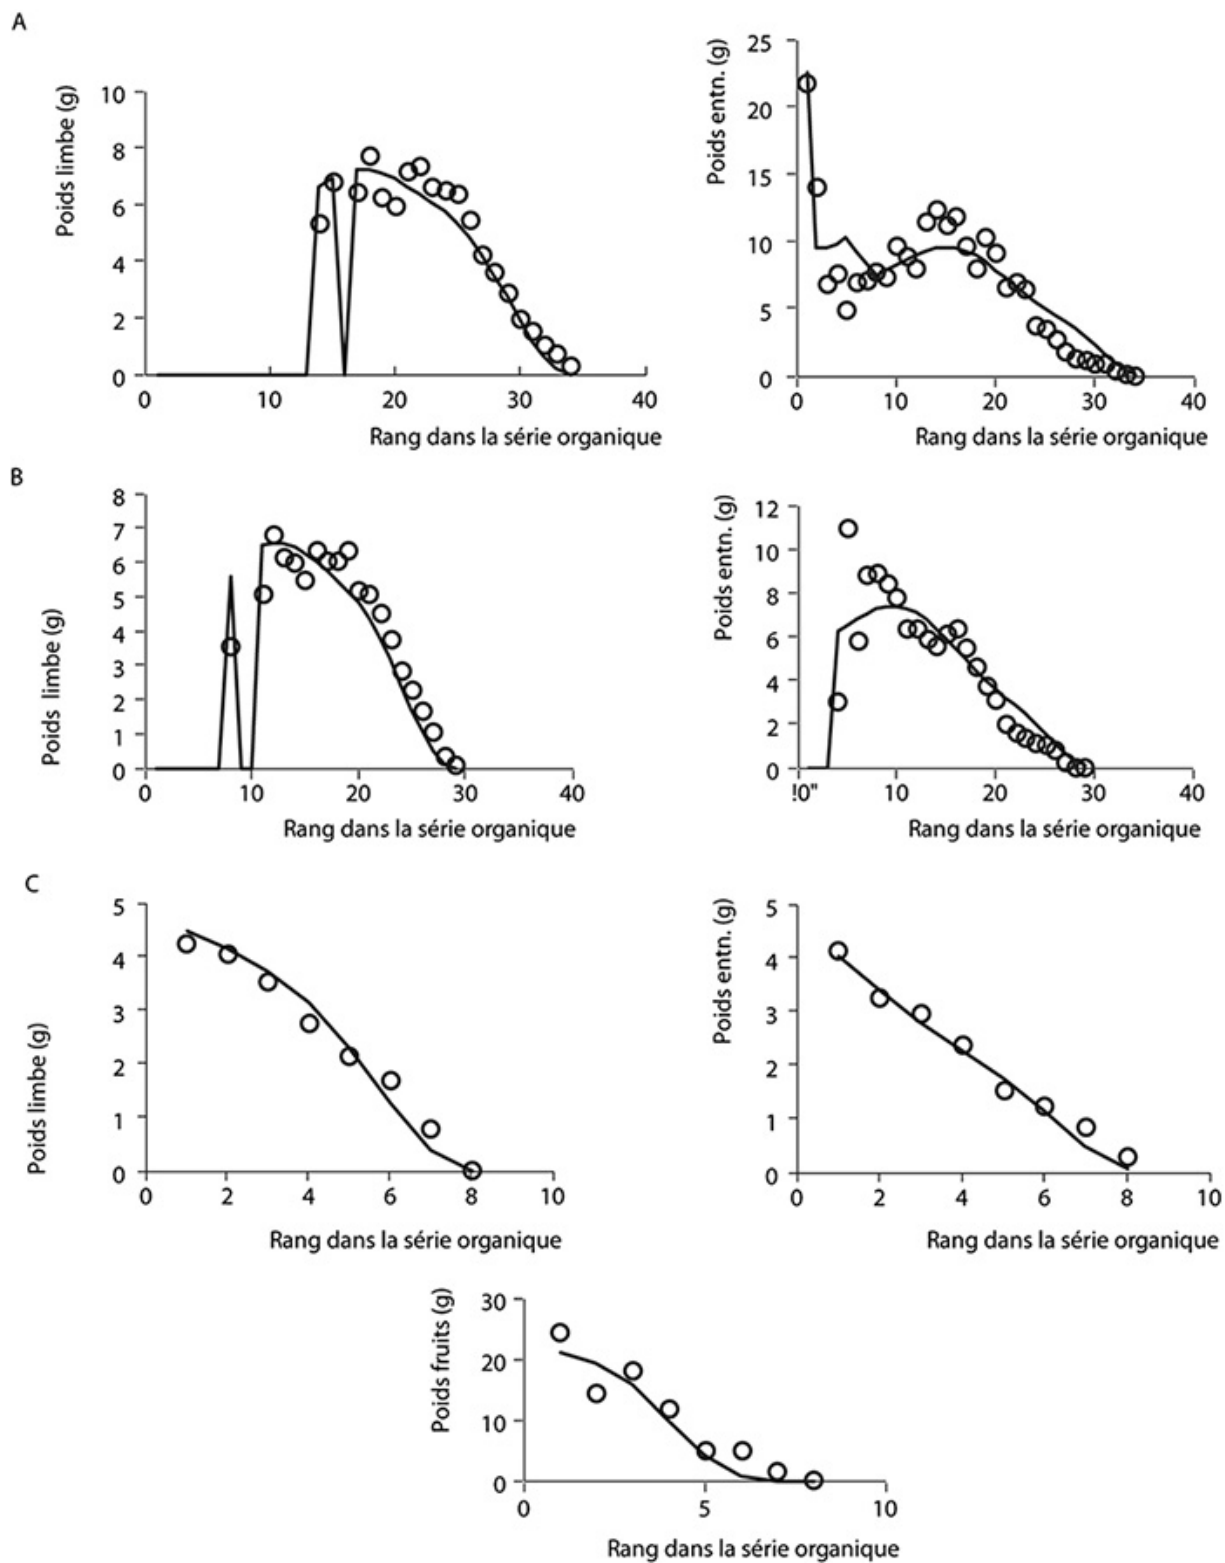 A
Poids limbe (g)
10
8
6
4
2
0
0 10 20 30 40
Rang dans la série organique
Poids entn. (g)
25
20
15
10
5
0
0 10 20 30 40
Rang dans la série organique
B
Poids limbe (g)
8
7
6
5
4
3
2
1
0
0 10 20 30 40
Rang dans la série organique
Poids entn. (g)
12
10
8
6
4
2
0
!0" 10 20 30 40
Rang dans la série organique
C
Poids limbe (g)
5
4
3
2
1
0
0 2 4 6 8 10
Rang dans la série organique
Poids entn. (g)
5
4
3
2
1
0
0 2 4 6 8 10
Rang dans la série organique
Poids fruits (g)
30
20
10
0
0 5 10
Rang dans la série organique